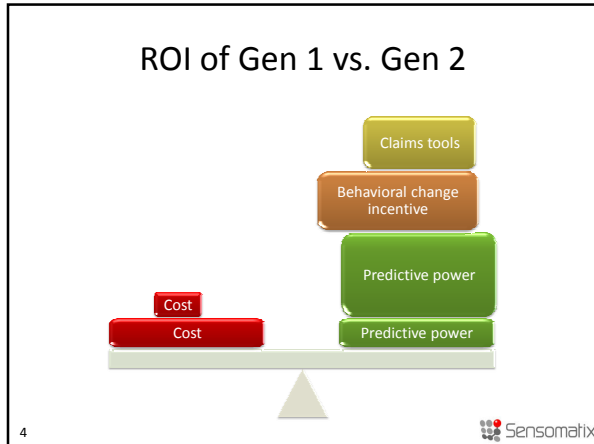 ROI of Gen 1 vs. Gen 2
Claims tools
Behavioral change
incentive
Predictive power
Cost
Cost
Predictive power
4
Sensomatix